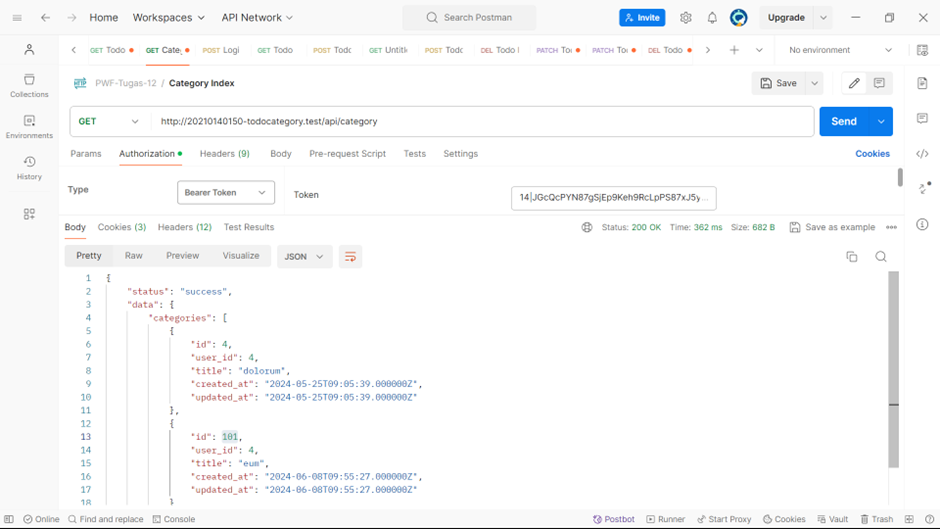 Home Workspaces API Network Search Postman Invite Upgrade
GET Todo GET Cate POST Logi GET Todo POST Todc GET Untitle POST Todc DEL Todo PATCH Toc PATCH Toc DEL Todo No environment
PWF-Tugas-12 / Category Index Save
Collections
Environments
History
GET http://20210140150-todocategory.test/api/category Send
Params Authorization Headers (9) Body Pre-request Script Tests Settings Cookies
Type Bearer Token Token 14|JGcQcPYN87gSjEp9Keh9RcLpPS87xJ5y...
Body Cookies (3) Headers (12) Test Results Status: 200 OK Time: 362 ms Size: 682 B Save as example
Pretty Raw Preview Visualize JSON
1 {
2 "status": "success",
3 "data": {
4 "categories": [
5 {
6 "id": 4,
7 "user_id": 4,
8 "title": "dolorum",
9 "created_at": "2024-05-25T09:05:39.000000Z",
10 "updated_at": "2024-05-25T09:05:39.000000Z"
11 },
12 {
13 "id": 101,
14 "user_id": 4,
15 "title": "eum",
16 "created_at": "2024-06-08T09:55:27.000000Z",
17 "updated_at": "2024-06-08T09:55:27.000000Z"
18 }
Online Find and replace Console Postbot Runner Start Proxy Cookies Vault Trash